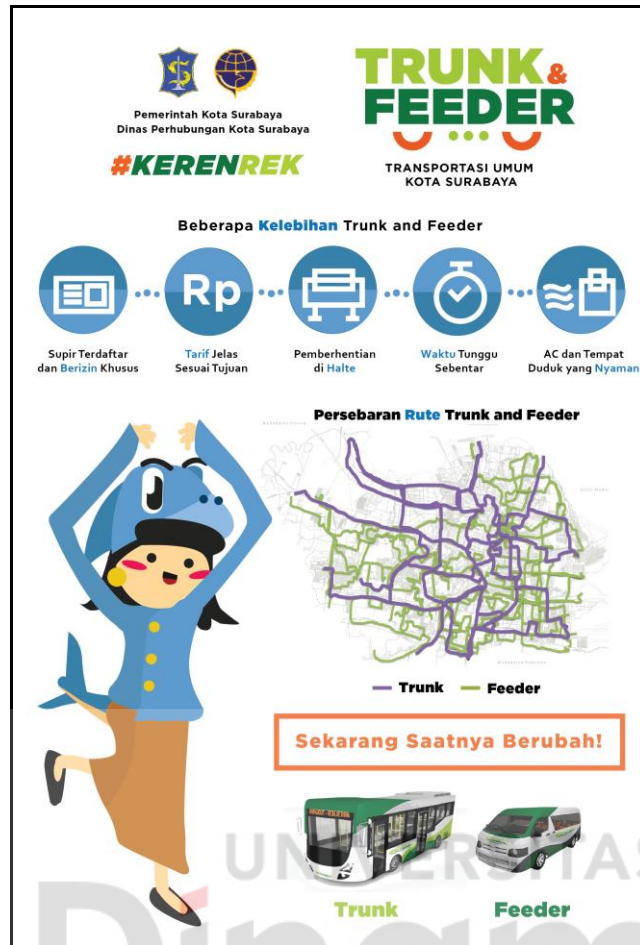 Pemerintah Kota Surabaya
Dinas Perhubungan Kota Surabaya
#KERENREK
TRUNK &
FEEDER
TRANSPORTASI UMUM
KOTA SURABAYA
Beberapa Kelebihan Trunk and Feeder
Rp
Supir Terdaftar
dan Berizin Khusus
Tarif Jelas
Sesuai Tujuan
Pemberhentian
di Halte
Waktu Tunggu
Sebentar
AC dan Tempat
Duduk yang Nyaman
Persebaran Rute Trunk and Feeder
Trunk
Feeder
Sekarang Saatnya Berubah!
UNIVERSITAS
Trunk
Feeder